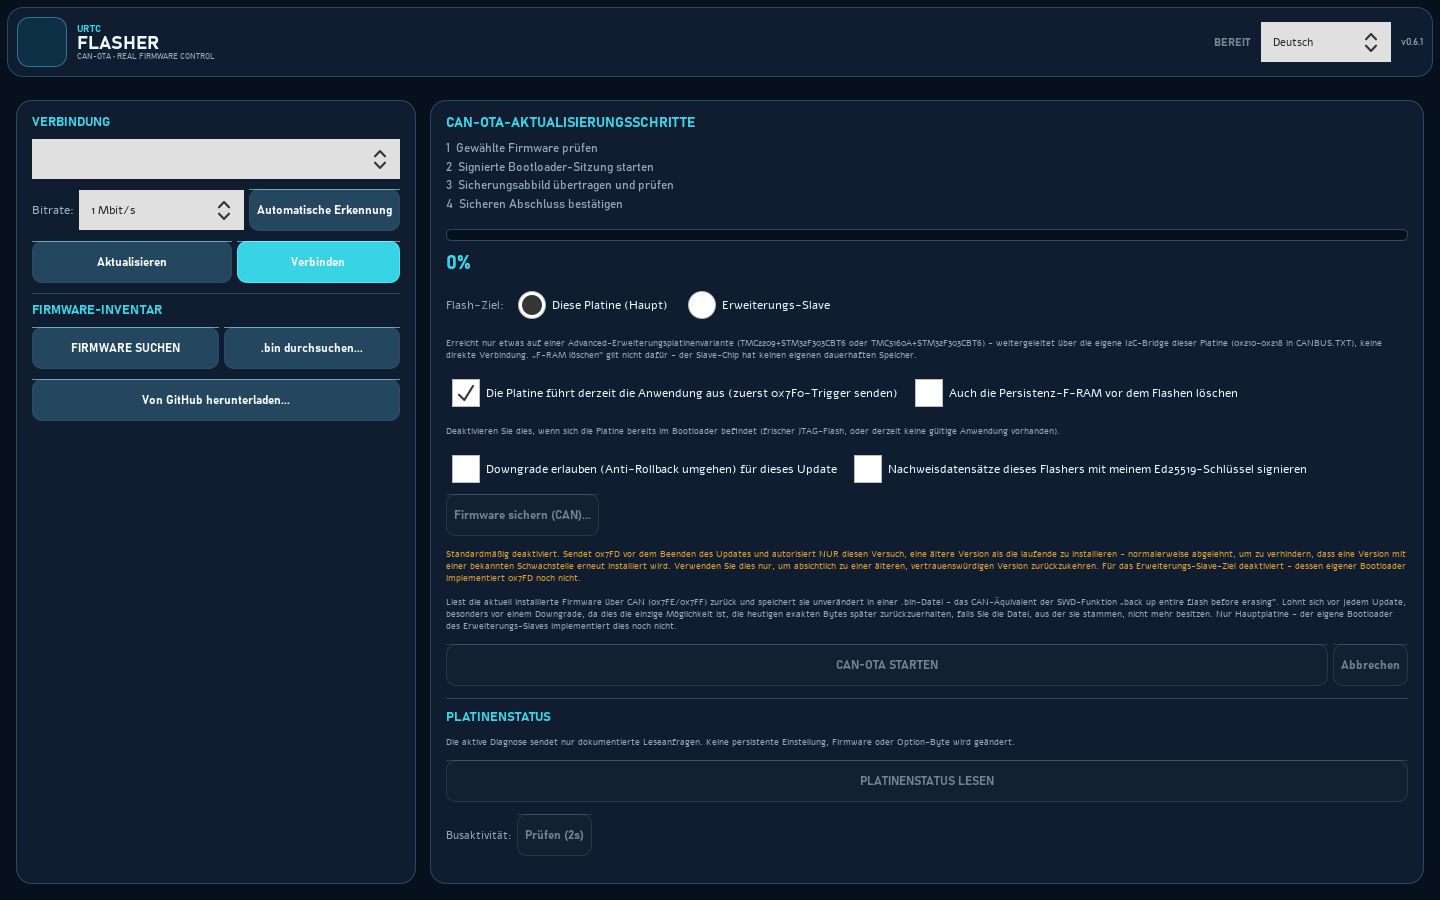 URTC
FLASHER
CAN-OTA · REAL FIRMWARE CONTROL
BEREIT
Deutsch
v0.6.1
VERBINDUNG
Bitrate:
1 Mbit/s
Automatische Erkennung
Aktualisieren
Verbinden
FIRMWARE-INVENTAR
FIRMWARE SUCHEN
.bin durchsuchen...
Von GitHub herunterladen...
CAN-OTA-AKTUALISIERUNGSSCHRITTE
1 Gewählte Firmware prüfen
2 Signierte Bootloader-Sitzung starten
3 Sicherungsabbild übertragen und prüfen
4 Sicheren Abschluss bestätigen
0%
Flash-Ziel:
Diese Platine (Haupt)
Erweiterungs-Slave
Erreicht nur etwas auf einer Advanced-Erweiterungsplatinenvariante (TMC2209+STM32F303CBT6 oder TMC5160A+STM32F303CBT6) - weitergeleitet über die eigene I2C-Bridge dieser Platine (0x210-0x218 in CANBUS.TXT), keine
direkte Verbindung. „F-RAM löschen" gilt nicht dafür - der Slave-Chip hat keinen eigenen dauerhaften Speicher.
Die Platine führt derzeit die Anwendung aus (zuerst 0x7F0-Trigger senden)
Auch die Persistenz-F-RAM vor dem Flashen löschen
Deaktivieren Sie dies, wenn sich die Platine bereits im Bootloader befindet (frischer JTAG-Flash, oder derzeit keine gültige Anwendung vorhanden).
Downgrade erlauben (Anti-Rollback umgehen) für dieses Update
Nachweisdatensätze dieses Flashers mit meinem Ed25519-Schlüssel signieren
Firmware sichern (CAN)...
Standardmäßig deaktiviert. Sendet 0x7FD vor dem Beenden des Updates und autorisiert NUR diesen Versuch, eine ältere Version als die laufende zu installieren - normalerweise abgelehnt, um zu verhindern, dass eine Version mit
einer bekannten Schwachstelle erneut installiert wird. Verwenden Sie dies nur, um absichtlich zu einer älteren, vertrauenswürdigen Version zurückzukehren. Für das Erweiterungs-Slave-Ziel deaktiviert - dessen eigener Bootloader
implementiert 0x7FD noch nicht.
Liest die aktuell installierte Firmware über CAN (0x7FE/0x7FF) zurück und speichert sie unverändert in einer .bin-Datei - das CAN-Äquivalent der SWD-Funktion „back up entire flash before erasing". Lohnt sich vor jedem Update,
besonders vor einem Downgrade, da dies die einzige Möglichkeit ist, die heutigen exakten Bytes später zurückzuerhalten, falls Sie die Datei, aus der sie stammen, nicht mehr besitzen. Nur Hauptplatine - der eigene Bootloader
des Erweiterungs-Slaves implementiert dies noch nicht.
CAN-OTA STARTEN
Abbrechen
PLATINENSTATUS
Die aktive Diagnose sendet nur dokumentierte Leseanfragen. Keine persistente Einstellung, Firmware oder Option-Byte wird geändert.
PLATINENSTATUS LESEN
Busaktivität:
Prüfen (2s)